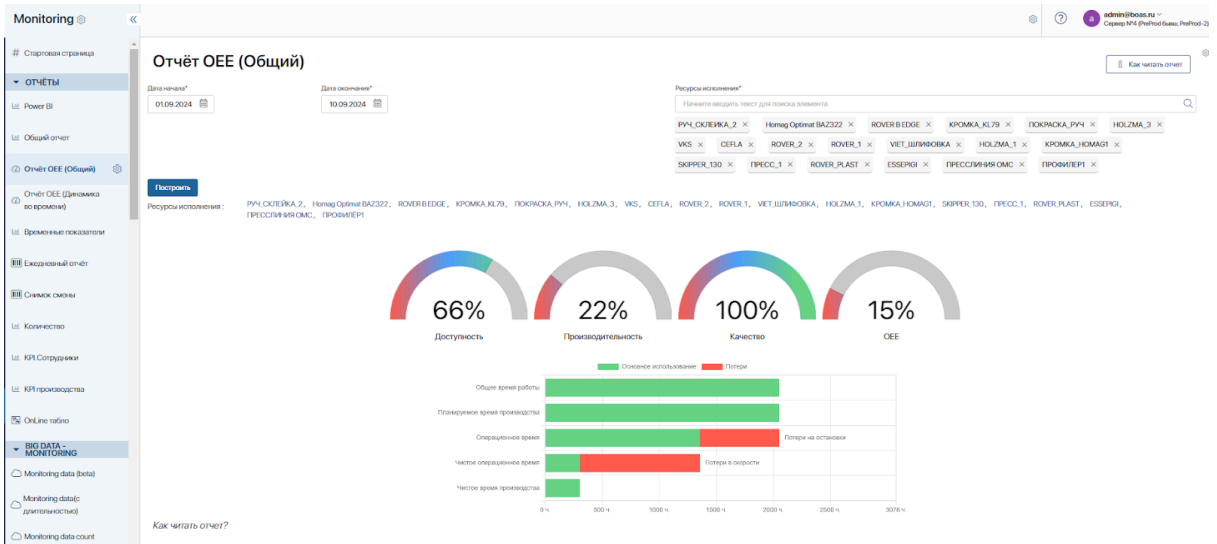 Monitoring
«
admin@boas.ru
a
Сервер №4 (PreProd бывш; PreProd-2)
# Стартовая страница
ОТЧЁТЫ
Power BI
Общий отчет
Отчёт OEE (Общий)
Отчёт OEE (Динамика
во времени)
Временные показатели
Ежедневный отчёт
Снимок смены
Количество
KPI.Сотрудники
KPI производства
OnLine табло
BIG DATA -
MONITORING
Monitoring data (beta)
Monitoring data(с
длительностью)
Monitoring data count
Отчёт OEE (Общий)
Как читать отчет
Дата начала*
Дата окончания*
Ресурсы исполнения*
01.09.2024
10.09.2024
Начните вводить текст для поиска элемента
РУЧ_СКЛЕЙКА_2 × Homag Optimat BAZ322 × ROVER B EDGE × КРОМКА_KL79 × ПОКРАСКА_РУЧ × HOLZMA_3 ×
VKS × CEFLA × ROVER_2 × ROVER_1 × VIET_ШЛИФОВКА × HOLZMA_1 × КРОМКА_HOMAG1 ×
SKIPPER_130 × ПРЕСС_1 × ROVER_PLAST × ESSEPIGI × ПРЕССЛИНИЯ ОМС × ПРОФИЛЕР1 ×
Построить
Ресурсы исполнения : РУЧ_СКЛЕЙКА_2, Homag Optimat BAZ322, ROVER B EDGE, КРОМКА_KL79, ПОКРАСКА_РУЧ, HOLZMA_3, VKS, CEFLA, ROVER_2, ROVER_1, VIET_ШЛИФОВКА, HOLZMA_1, КРОМКА_HOMAG1, SKIPPER_130, ПРЕСС_1, ROVER_PLAST, ESSEPIGI,
ПРЕССЛИНИЯ ОМС, ПРОФИЛЁР1
66% 22% 100% 15%
Доступность Производительность Качество OEE
Основное использование Потери
Общее время работы
Планируемое время производства
Операционное время Потери на остановки
Чистое операционное время Потери в скорости
Чистое время производства
0 ч. 500 ч. 1000 ч. 1500 ч. 2000 ч. 2500 ч. 3078 ч.
Как читать отчет?